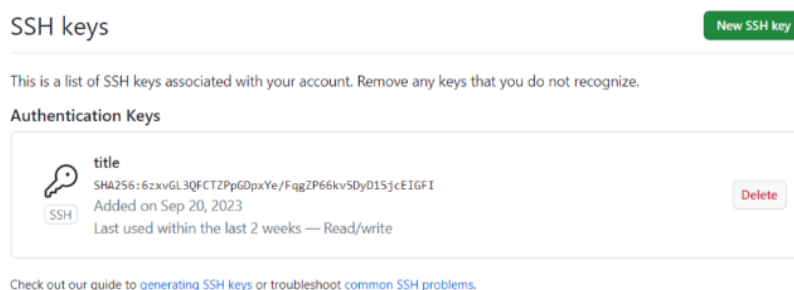 SSH keys
New SSH key
This is a list of SSH keys associated with your account. Remove any keys that you do not recognize.
Authentication Keys
title
SHA256:6zxvGL3QFCTZPpGDpxYe/FqgZP66kv5DyD15jcEIGFI
SSH
Added on Sep 20, 2023
Delete
Last used within the last 2 weeks — Read/write
Check out our guide to generating SSH keys or troubleshoot common SSH problems.